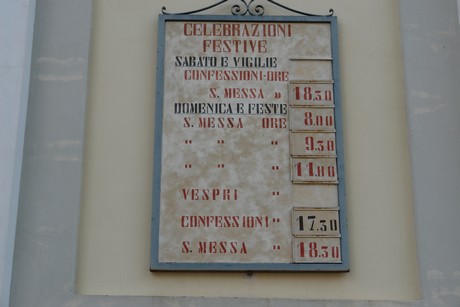 CELEBRAZIONI
FESTIVE
SABATO E VIGILIE
CONFESSIONI-ORE
S. MESSA " 18.30
DOMENICA E FESTE
S. MESSA ORE 8.00
" " " 9.30
" " " 11.00
VESPRI "
CONFESSIONI " 17.30
S. MESSA " 18.30